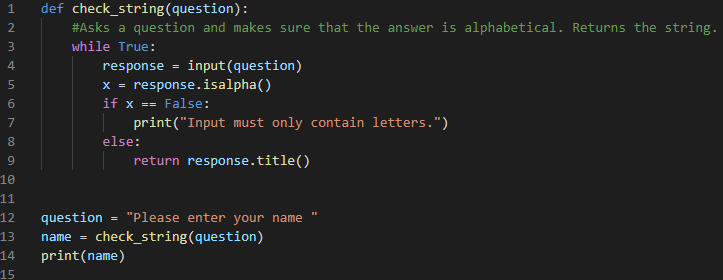 1 def check_string(question):
2     #Asks a question and makes sure that the answer is alphabetical. Returns the string.
3     while True:
4         response = input(question)
5         x = response.isalpha()
6         if x == False:
7             print("Input must only contain letters.")
8         else:
9             return response.title()
10
11
12 question = "Please enter your name "
13 name = check_string(question)
14 print(name)
15